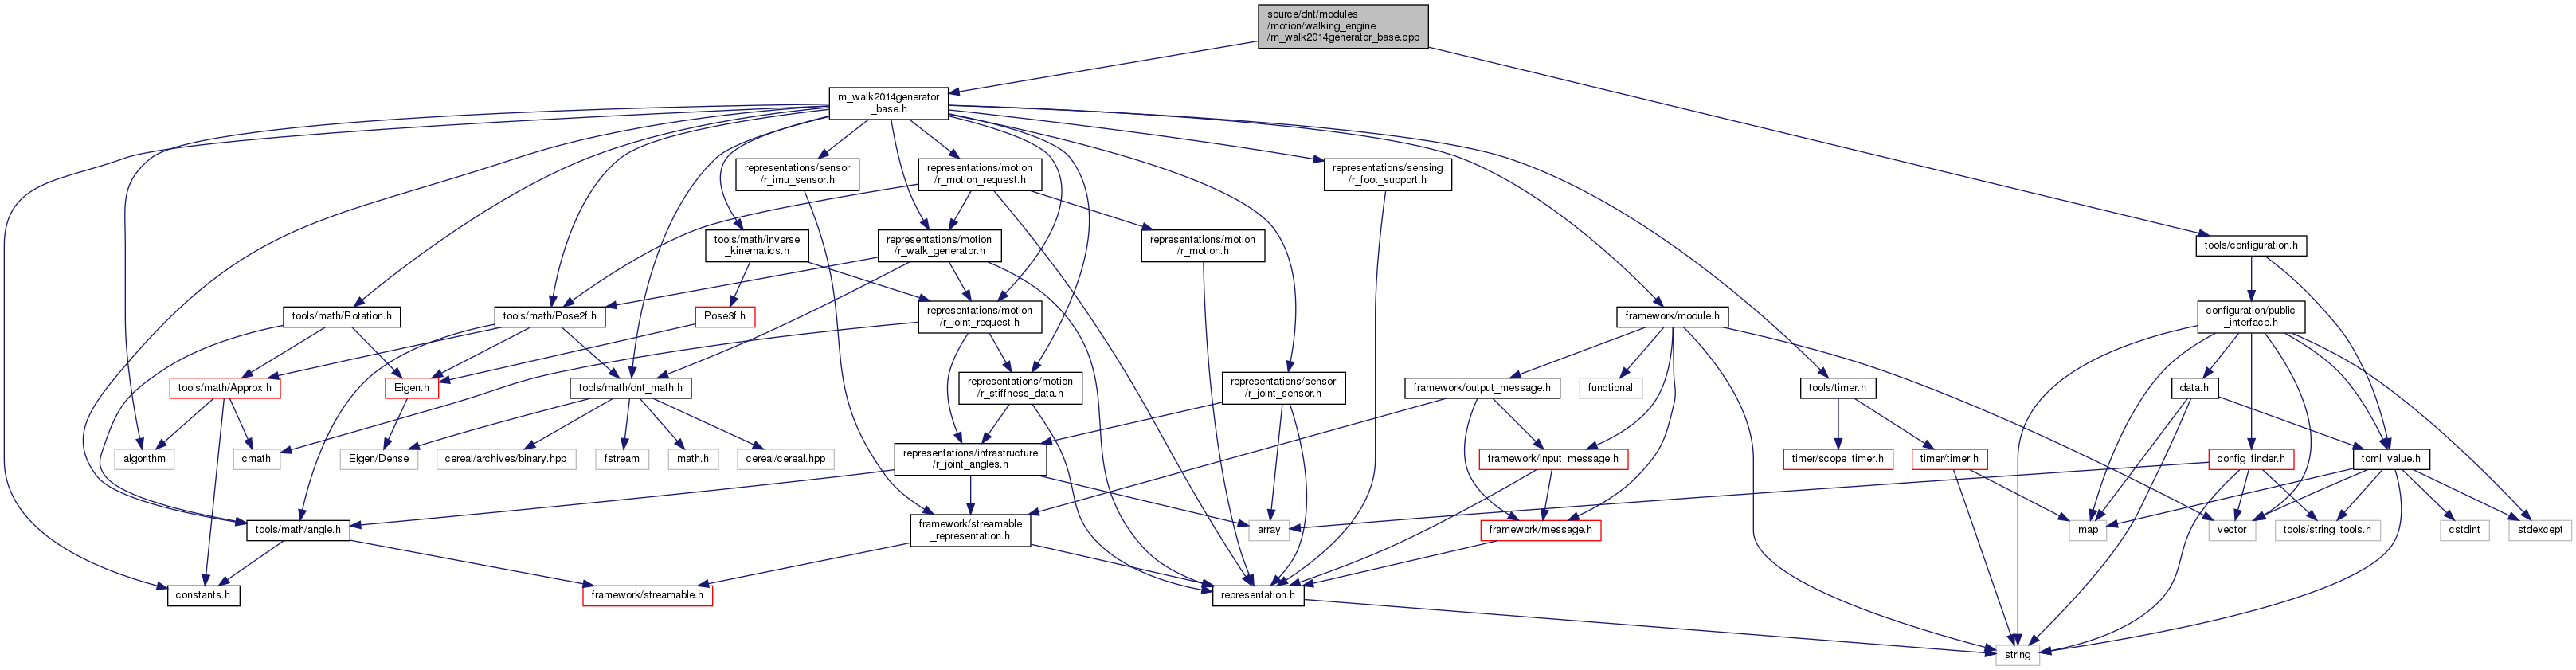 source/dnt/modules
/motion/walking_engine
/m_walk2014generator_base.cpp
m_walk2014generator
_base.h
representations/sensor
/r_imu_sensor.h
representations/motion
/r_motion_request.h
representations/sensing
/r_foot_support.h
tools/math/inverse
_kinematics.h
representations/motion
/r_walk_generator.h
representations/motion
/r_motion.h
tools/configuration.h
tools/math/Rotation.h
tools/math/Pose2f.h
Pose3f.h
representations/motion
/r_joint_request.h
framework/module.h
configuration/public
_interface.h
tools/math/Approx.h
Eigen.h
tools/math/dnt_math.h
representations/motion
/r_stiffness_data.h
representations/sensor
/r_joint_sensor.h
framework/output_message.h
functional
tools/timer.h
data.h
algorithm
cmath
Eigen/Dense
cereal/archives/binary.hpp
fstream
math.h
cereal/cereal.hpp
representations/infrastructure
/r_joint_angles.h
framework/input_message.h
timer/scope_timer.h
timer/timer.h
config_finder.h
toml_value.h
tools/math/angle.h
framework/streamable
_representation.h
array
framework/message.h
map
vector
tools/string_tools.h
cstdint
stdexcept
constants.h
framework/streamable.h
representation.h
string